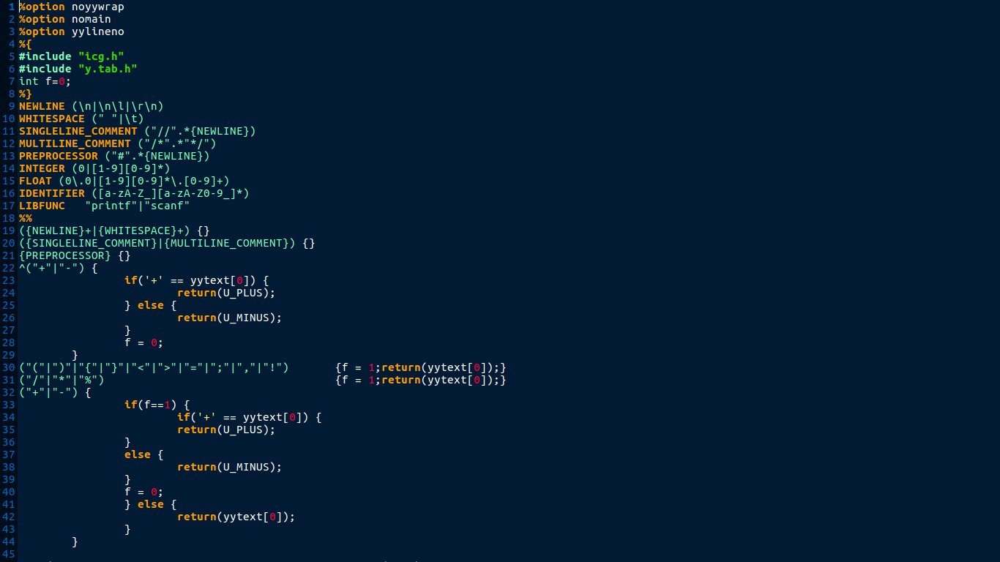 1 %option noyywrap
2 %option nomain
3 %option yylineno
4 %{
5 #include "icg.h"
6 #include "y.tab.h"
7 int f=0;
8 %}
9 NEWLINE (\n|\n\l|\r\n)
10 WHITESPACE (" "|\t)
11 SINGLELINE_COMMENT ("//".*{NEWLINE})
12 MULTILINE_COMMENT ("/*".*"*/")
13 PREPROCESSOR ("#".*{NEWLINE})
14 INTEGER (0|[1-9][0-9]*)
15 FLOAT (0\.0|[1-9][0-9]*\.[0-9]+)
16 IDENTIFIER ([a-zA-Z_][a-zA-Z0-9_]*)
17 LIBFUNC   "printf"|"scanf"
18 %%
19 ({NEWLINE}+|{WHITESPACE}+) {}
20 ({SINGLELINE_COMMENT}|{MULTILINE_COMMENT}) {}
21 {PREPROCESSOR} {}
22 ^("+"|"-") {
23                 if('+' == yytext[0]) {
24                         return(U_PLUS);
25                 } else {
26                         return(U_MINUS);
27                 }
28                 f = 0;
29         }
30 ("("|")"|"{"|"}"|"<"|">"|"="|";"|","|"!")       {f = 1;return(yytext[0]);}
31 ("/"|"*"|"%")                                   {f = 1;return(yytext[0]);}
32 ("+"|"-") {
33                 if(f==1) {
34                         if('+' == yytext[0]) {
35                         return(U_PLUS);
36                 }
37                 else {
38                         return(U_MINUS);
39                 }
40                 f = 0;
41                 } else {
42                         return(yytext[0]);
43                 }
44         }
45